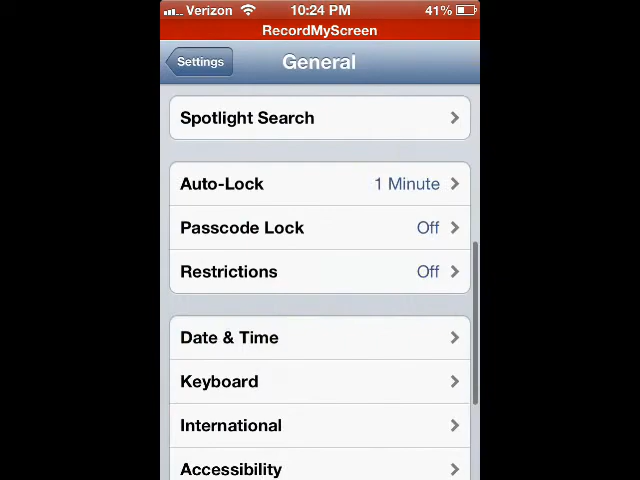 Verizon 10:24 PM 41%
RecordMyScreen
Settings General
Spotlight Search
Auto-Lock 1 Minute
Passcode Lock Off
Restrictions Off
Date & Time
Keyboard
International
Accessibility